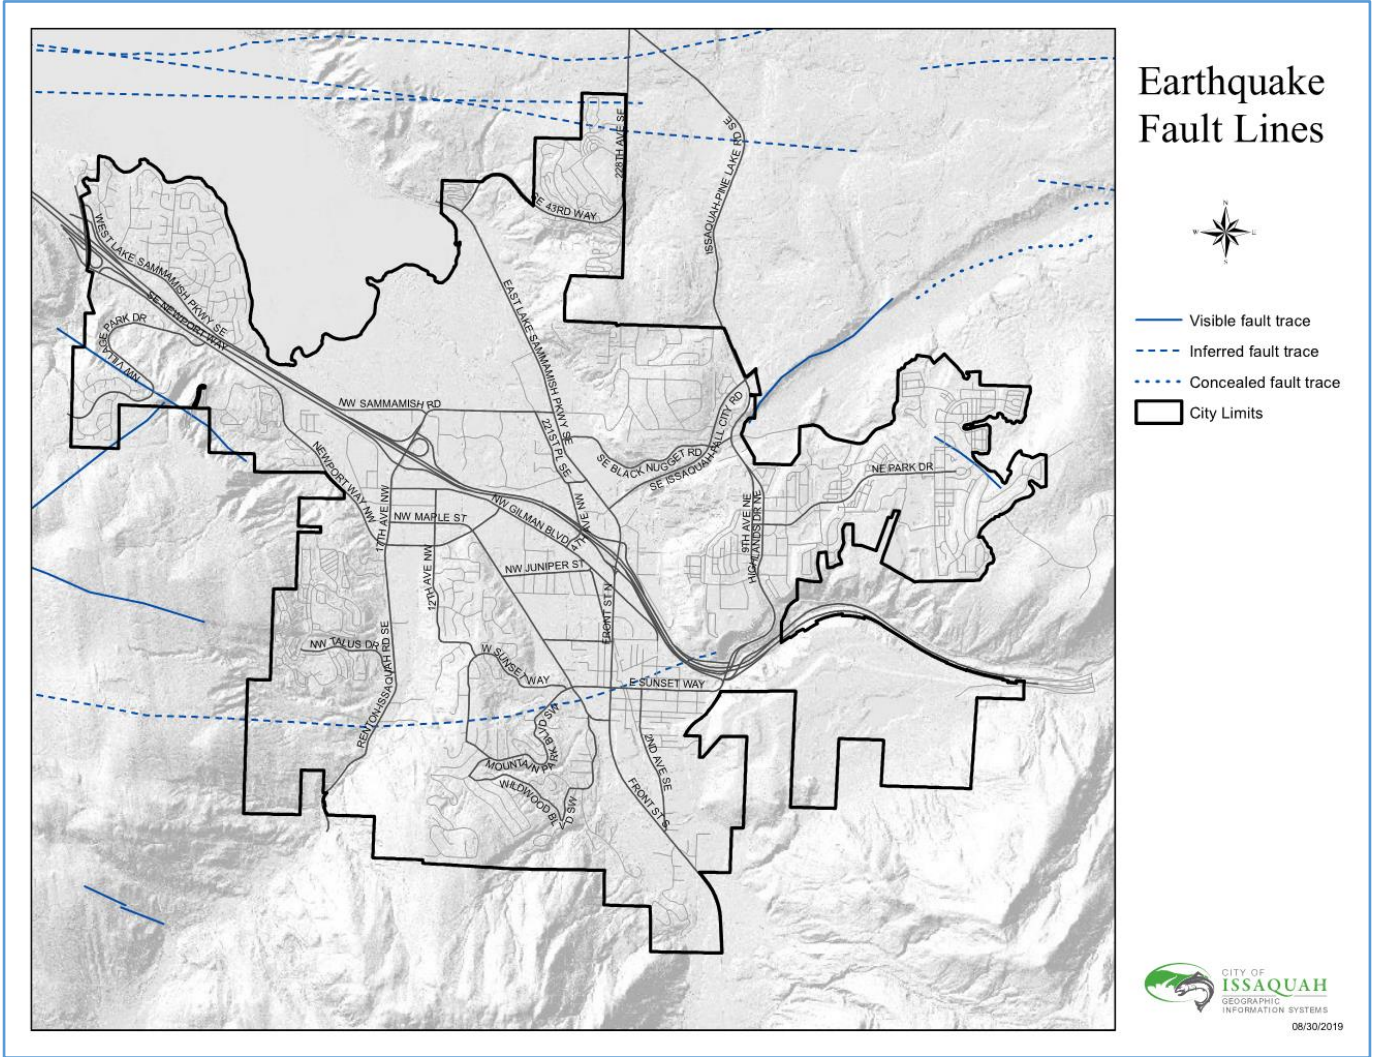 Earthquake
Fault Lines
N
W
E
S
Visible fault trace
Inferred fault trace
Concealed fault trace
City Limits
228TH AVE SE
ISSAQUAH-PINE LAKE RD SE
SE 43RD WAY
WEST LAKE SAMMAMISH PKWY SE
SE NEWPORT WAY
NW VILLAGE PARK DR
EAST LAKE SAMMAMISH PKWY SE
NW SAMMAMISH RD
221ST PL SE
SE BLACK NUGGET RD
SE ISSAQUAH-FALL CITY RD
NE PARK DR
NEWPORT WAY NW
17TH AVE NW
NW MAPLE ST
NW GILMAN BLVD
4TH AVE NW
9TH AVE NE
HIGHLANDS DR NE
NW JUNIPER ST
12TH AVE NW
FRONT ST N
NW TALUS DR
RENTON-ISSAQUAH RD SE
W SUNSET WAY
E SUNSET WAY
MOUNTAIN PARK BLVD SW
2ND AVE SE
WILDWOOD BLVD SW
FRONT ST S
CITY OF
ISSAQUAH
GEOGRAPHIC
INFORMATION SYSTEMS
08/30/2019